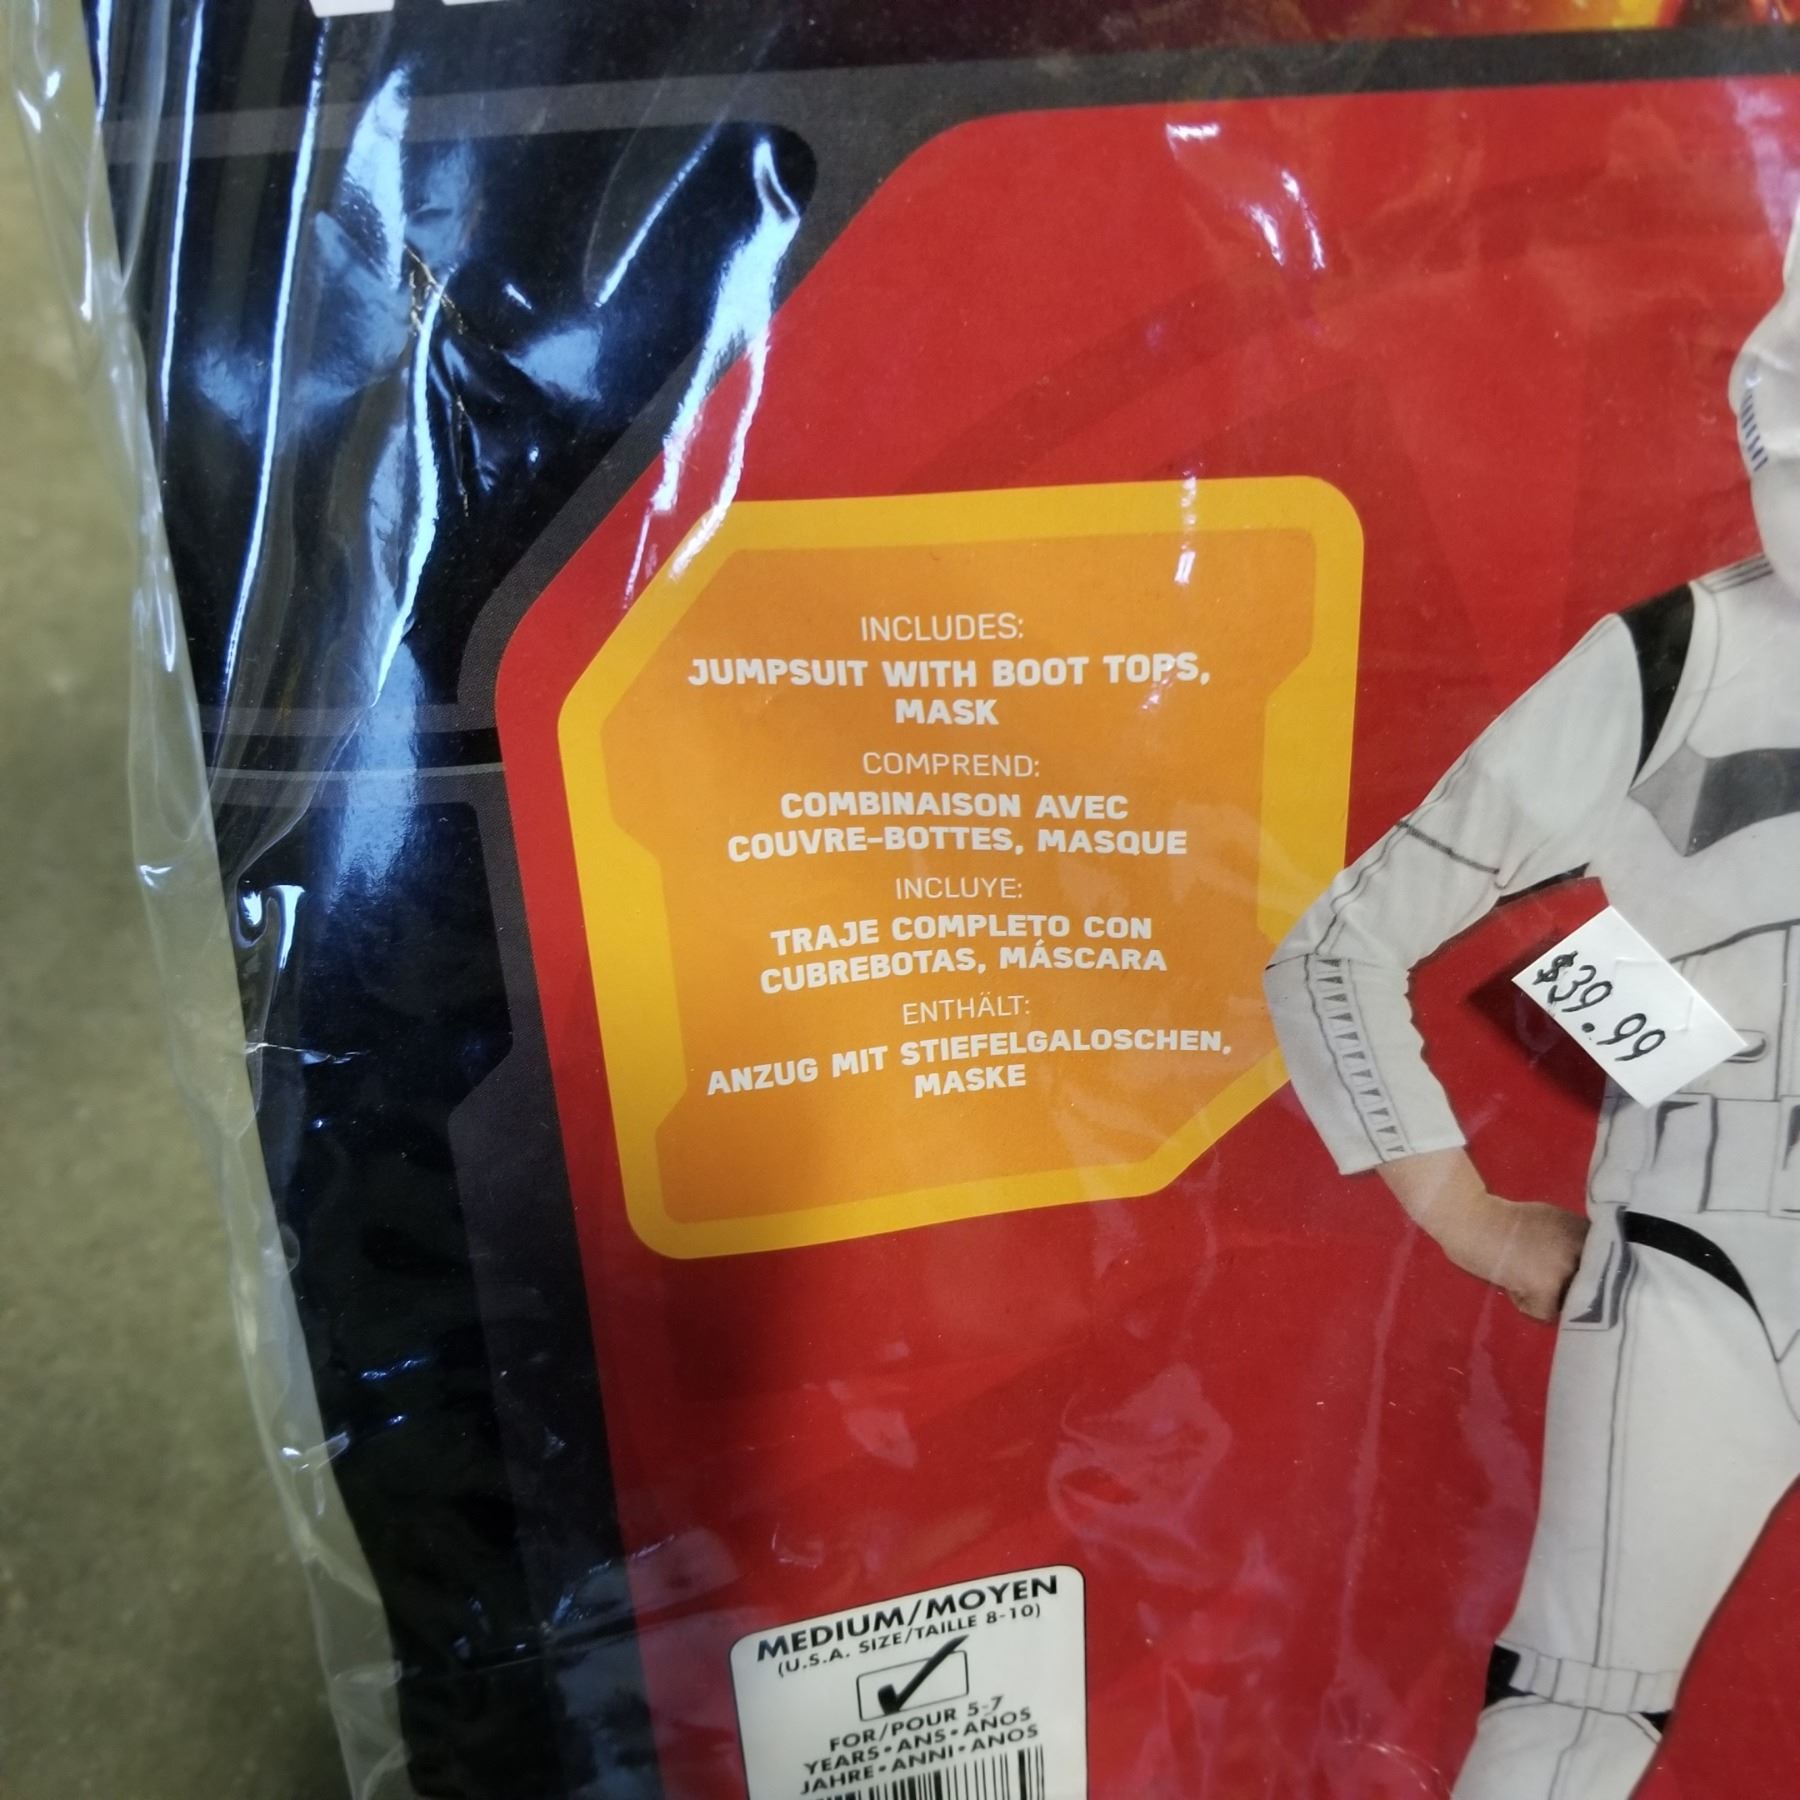 INCLUDES:
JUMPSUIT WITH BOOT TOPS,
MASK
COMPREND:
COMBINAISON AVEC
COUVRE-BOTTES, MASQUE
INCLUYE:
TRAJE COMPLETO CON
CUBREBOTAS, MÁSCARA
ENTHÄLT:
ANZUG MIT STIEFELGALOSCHEN,
MASKE
$39.99
MEDIUM/MOYEN
(U.S.A. SIZE/TAILLE 8-10)
FOR/POUR 5-7
YEARS•ANS•AÑOS
JAHRE•ANNI•ANOS